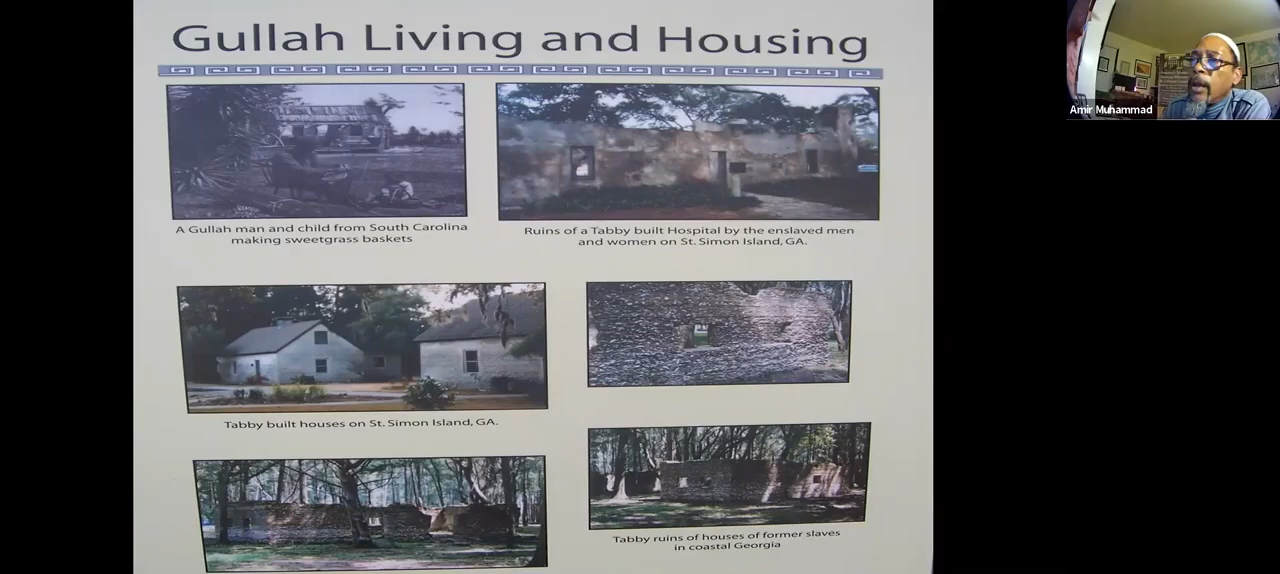 Gullah Living and Housing
Amir Muhammad
A Gullah man and child from South Carolina
making sweetgrass baskets
Ruins of a Tabby built Hospital by the enslaved men
and women on St. Simon Island, GA.
Tabby built houses on St. Simon Island, GA.
Tabby ruins of houses of former slaves
in coastal Georgia